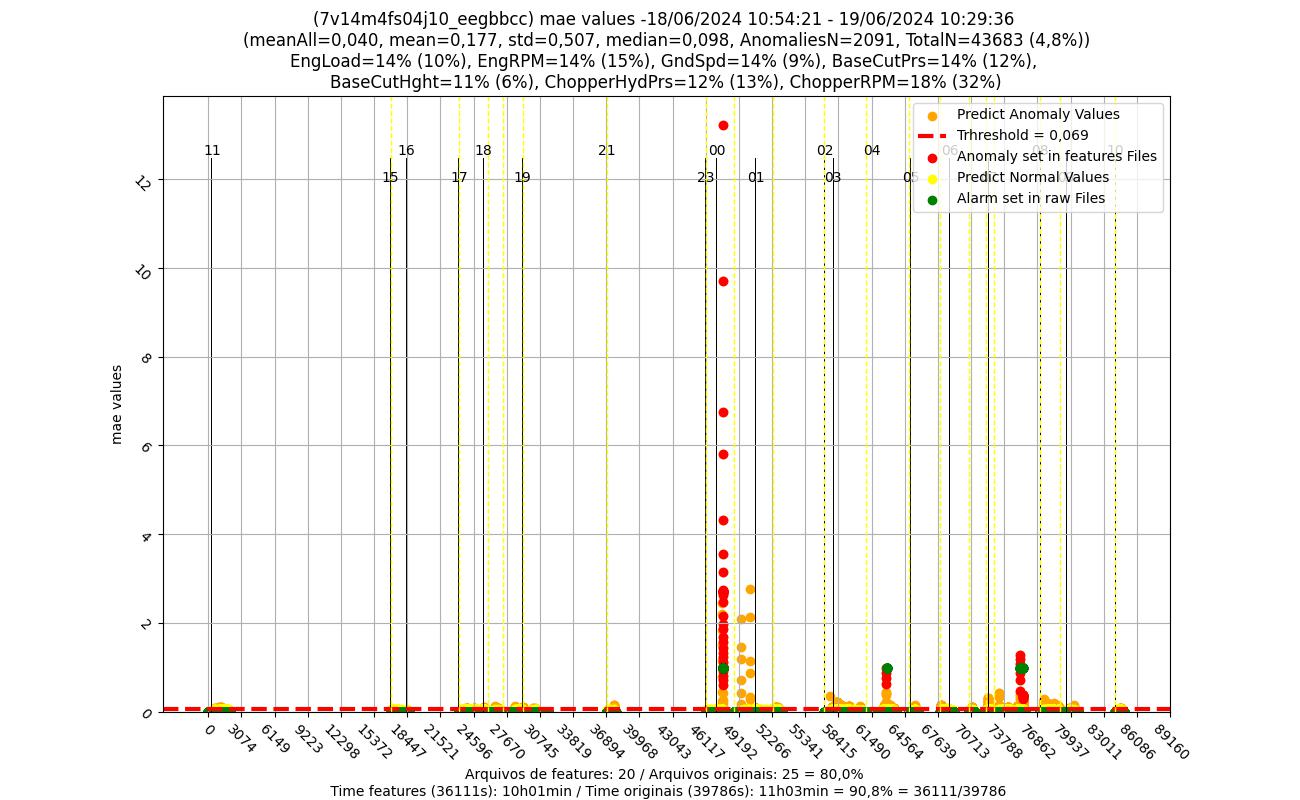 (7v14m4fs04j10_eegbbcc) mae values -18/06/2024 10:54:21 - 19/06/2024 10:29:36
(meanAll=0,040, mean=0,177, std=0,507, median=0,098, AnomaliesN=2091, TotalN=43683 (4,8%))
EngLoad=14% (10%), EngRPM=14% (15%), GndSpd=14% (9%), BaseCutPrs=14% (12%),
BaseCutHght=11% (6%), ChopperHydPrs=12% (13%), ChopperRPM=18% (32%)
Predict Anomaly Values
Trhreshold = 0,069
Anomaly set in features Files
Predict Normal Values
Alarm set in raw Files
11 16 18 21 00 02 04 06 08 10
15 17 19 23 01 03 05
12
10
8
6
4
2
0
mae values
0 3074 6149 9223 12298 15372 18447 21521 24596 27670 30745 33819 36894 39968 43043 46117 49192 52266 55341 58415 61490 64564 67639 70713 73788 76862 79937 83011 86086 89160
Arquivos de features: 20 / Arquivos originais: 25 = 80,0%
Time features (36111s): 10h01min / Time originais (39786s): 11h03min = 90,8% = 36111/39786